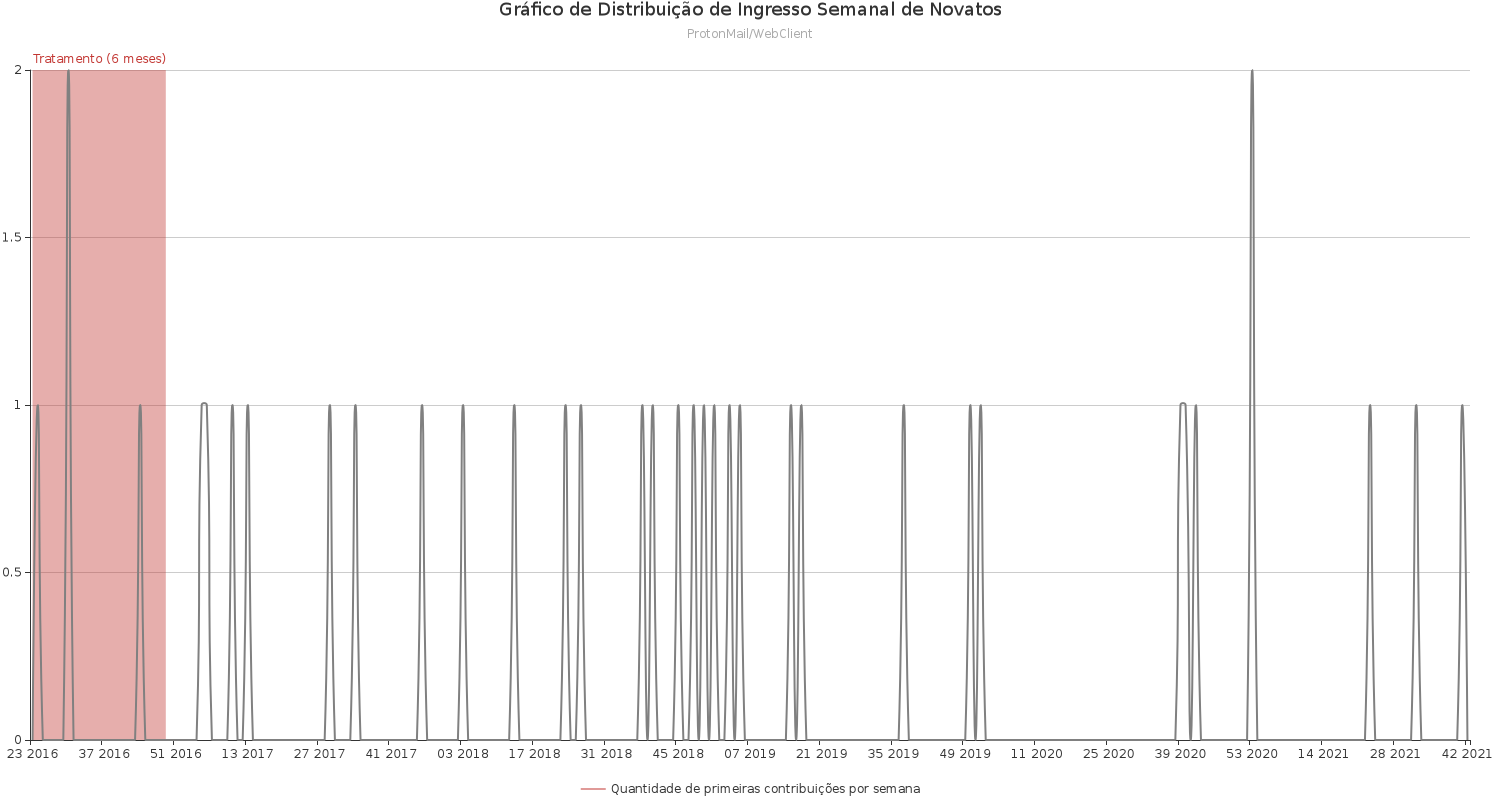 Gráfico de Distribuição de Ingresso Semanal de Novatos
ProtonMail/WebClient
Tratamento (6 meses)
2
1.5
1
0.5
0
23 2016 37 2016 51 2016 13 2017 27 2017 41 2017 03 2018 17 2018 31 2018 45 2018 07 2019 21 2019 35 2019 49 2019 11 2020 25 2020 39 2020 53 2020 14 2021 28 2021 42 2021
Quantidade de primeiras contribuições por semana